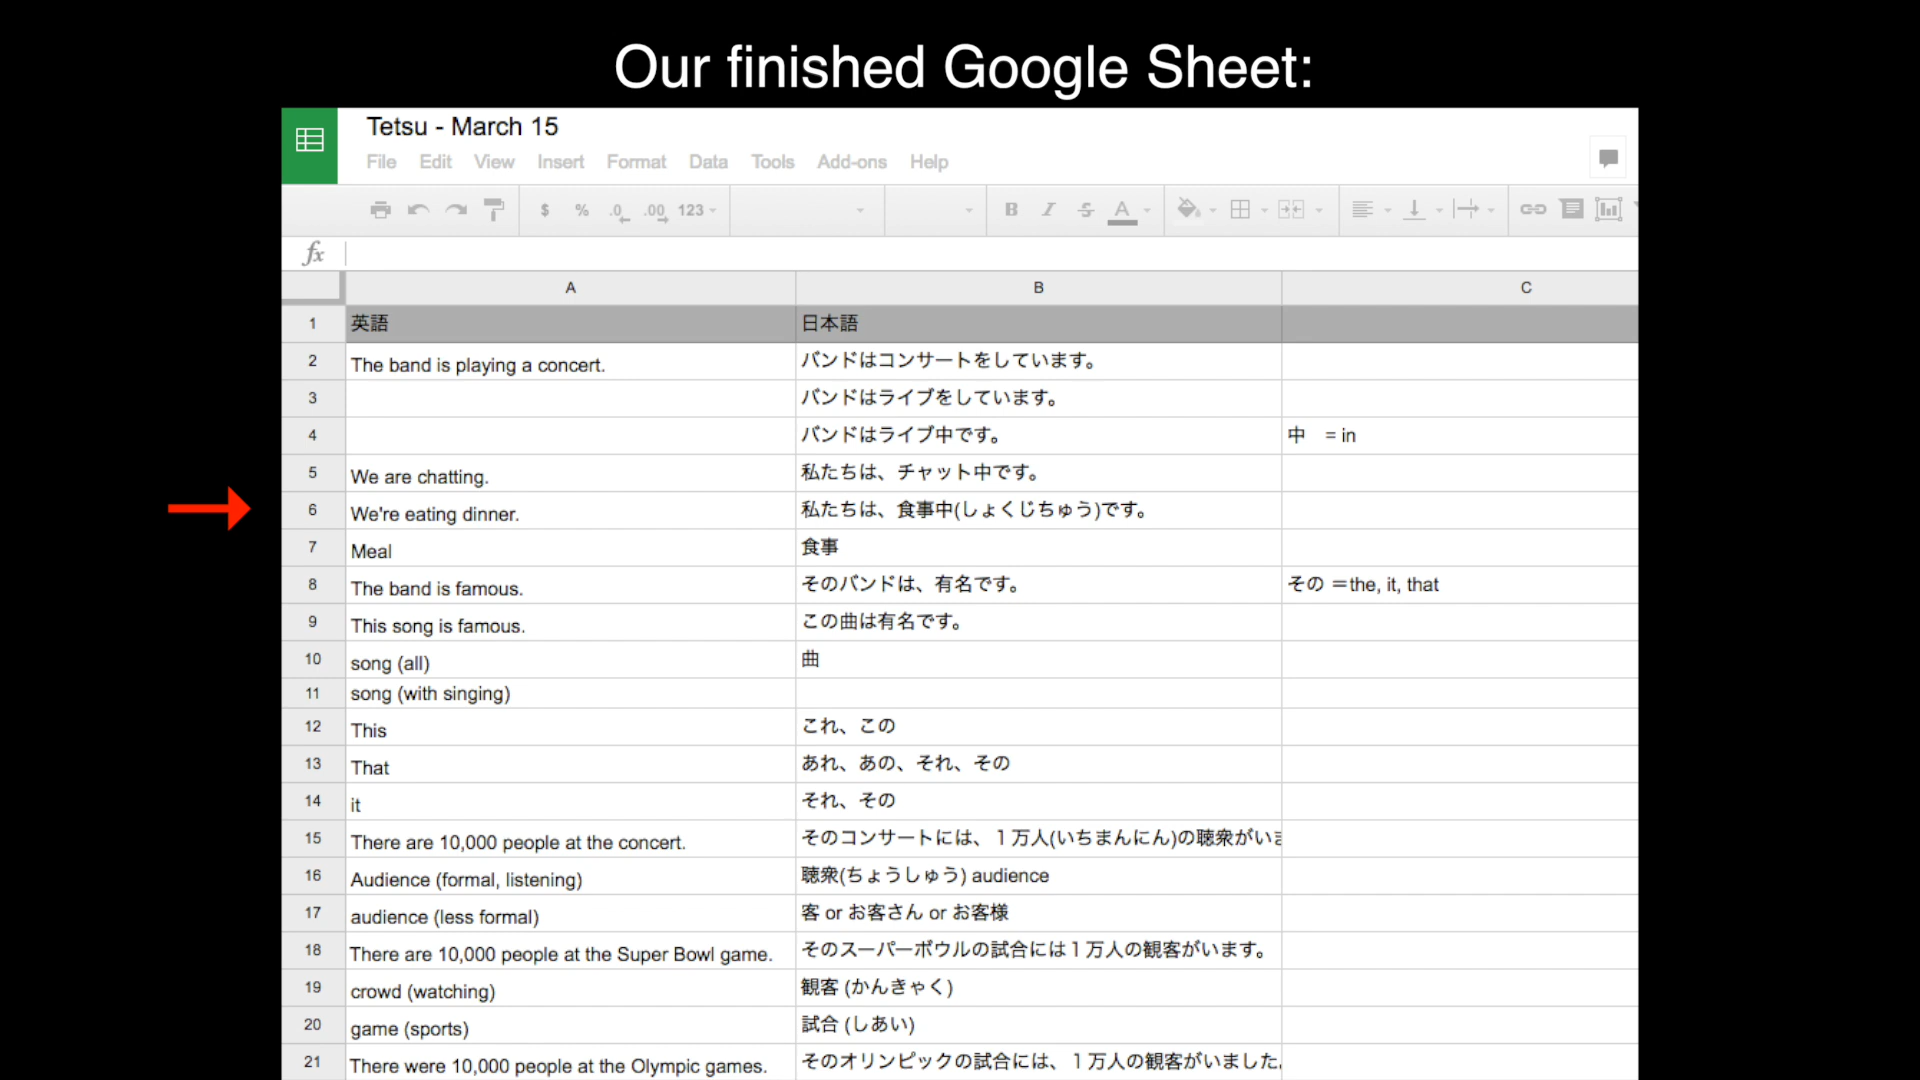 Our finished Google Sheet:
Tetsu - March 15
File Edit View Insert Format Data Tools Add-ons Help
$ % .0 .00 123 B I S A
fx
A B C
1 英語 日本語
2 The band is playing a concert. バンドはコンサートをしています。
3 バンドはライブをしています。
4 バンドはライブ中です。 中 = in
5 We are chatting. 私たちは、チャット中です。
6 We're eating dinner. 私たちは、食事中(しょくじちゅう)です。
7 Meal 食事
8 The band is famous. そのバンドは、有名です。 その ＝the, it, that
9 This song is famous. この曲は有名です。
10 song (all) 曲
11 song (with singing)
12 This これ、この
13 That あれ、あの、それ、その
14 it それ、その
15 There are 10,000 people at the concert. そのコンサートには、１万人(いちまんにん)の聴衆がいま
16 Audience (formal, listening) 聴衆(ちょうしゅう) audience
17 audience (less formal) 客 or お客さん or お客様
18 There are 10,000 people at the Super Bowl game. そのスーパーボウルの試合には１万人の観客がいます。
19 crowd (watching) 観客 (かんきゃく)
20 game (sports) 試合 (しあい)
21 There were 10,000 people at the Olympic games. そのオリンピックの試合には、１万人の観客がいました。